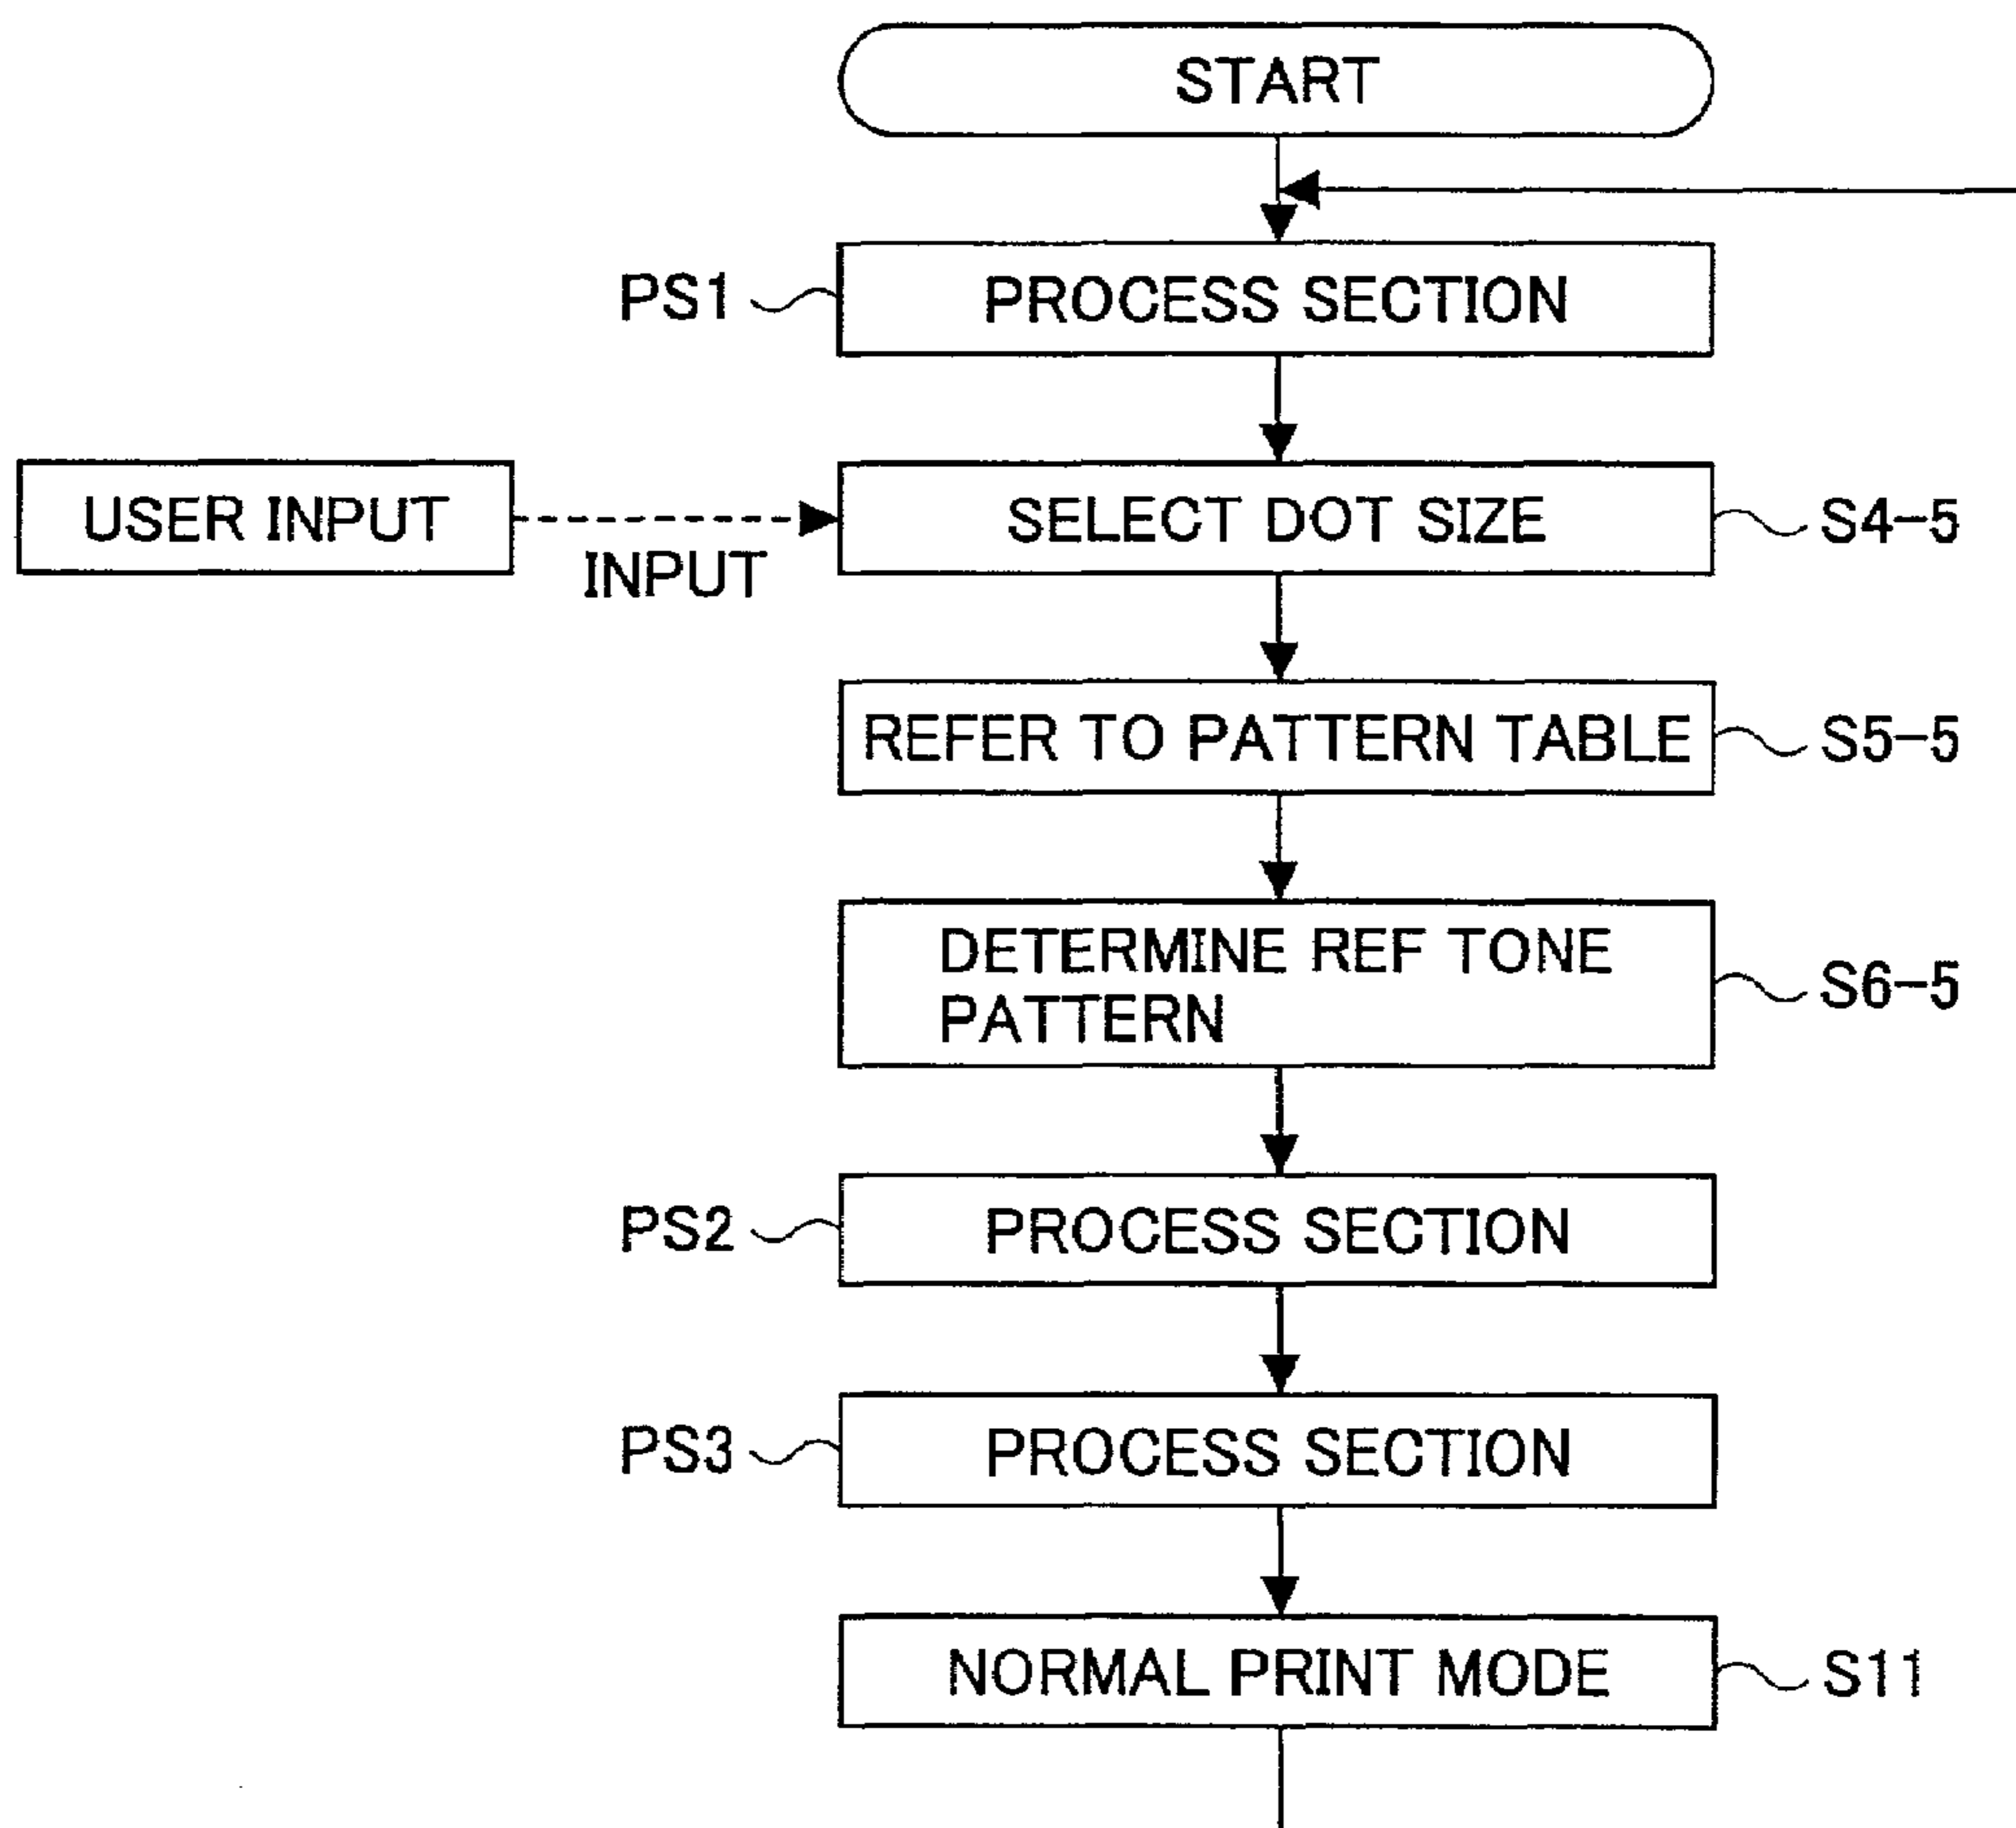 START
PS1
PROCESS SECTION
USER INPUT
INPUT
SELECT DOT SIZE
S4-5
REFER TO PATTERN TABLE
S5-5
DETERMINE REF TONE
PATTERN
S6-5
PS2
PROCESS SECTION
PS3
PROCESS SECTION
NORMAL PRINT MODE
S11